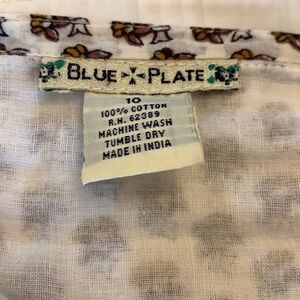 BLUE PLATE
10
100% COTTON
R.N. 62389
MACHINE WASH
TUMBLE DRY
MADE IN INDIA